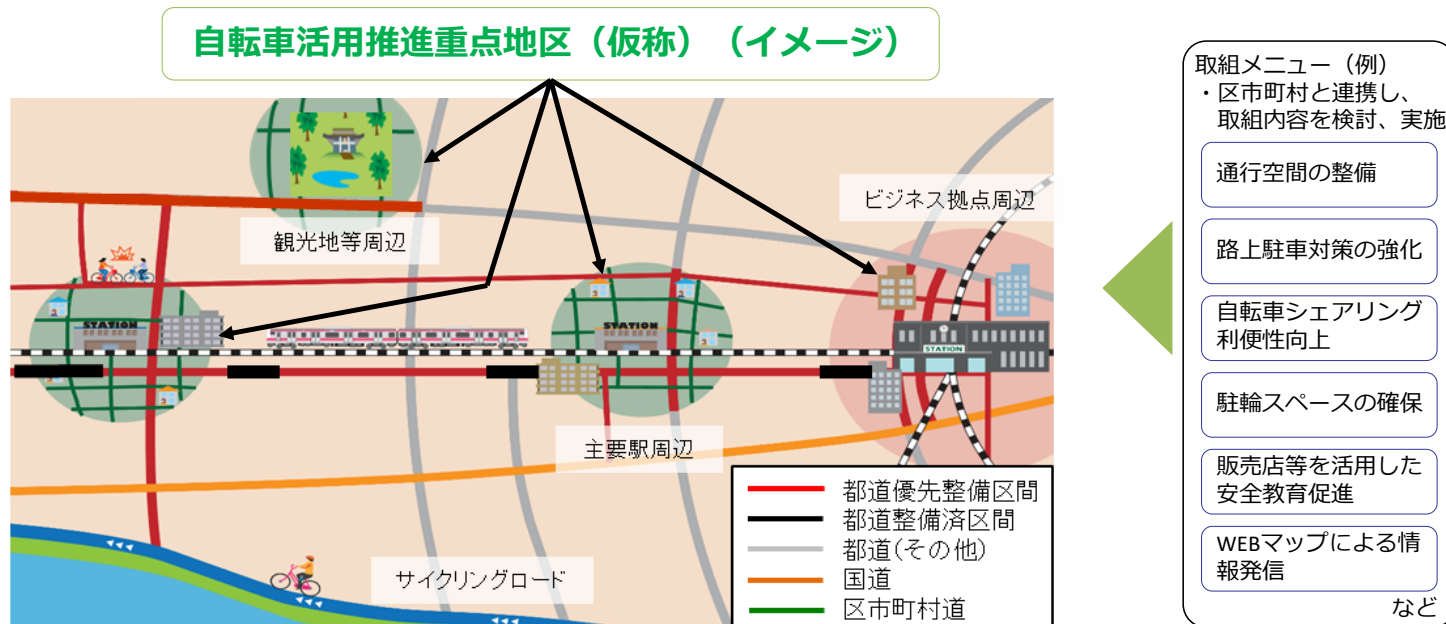 自転車活用推進重点地区（仮称）（イメージ）
観光地等周辺
ビジネス拠点周辺
STATION
STATION
STATION
主要駅周辺
サイクリングロード
都道優先整備区間
都道整備済区間
都道(その他)
国道
区市町村道
取組メニュー（例）
・区市町村と連携し、
取組内容を検討、実施
通行空間の整備
路上駐車対策の強化
自転車シェアリング
利便性向上
駐輪スペースの確保
販売店等を活用した
安全教育促進
WEBマップによる情
報発信
など